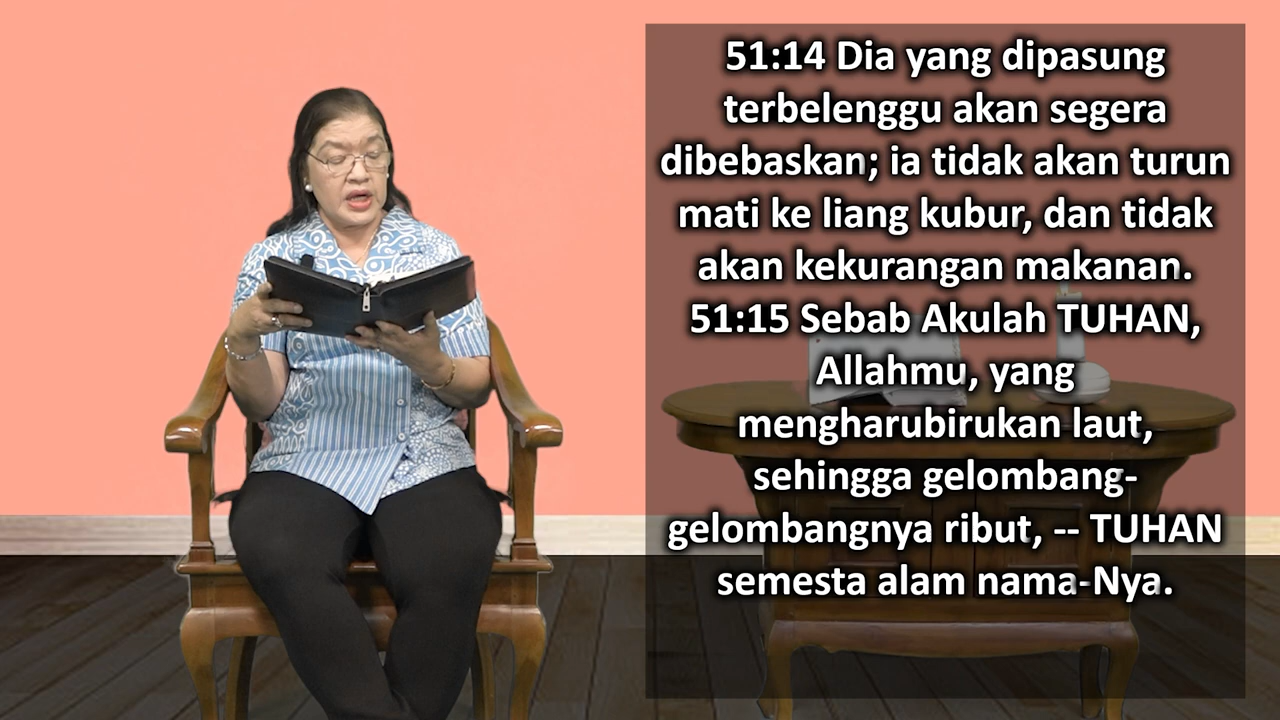 51:14 Dia yang dipasung
terbelenggu akan segera
dibebaskan; ia tidak akan turun
mati ke liang kubur, dan tidak
akan kekurangan makanan.
51:15 Sebab Akulah TUHAN,
Allahmu, yang
mengharubirukan laut,
sehingga gelombang-
gelombangnya ribut, -- TUHAN
semesta alam nama-Nya.